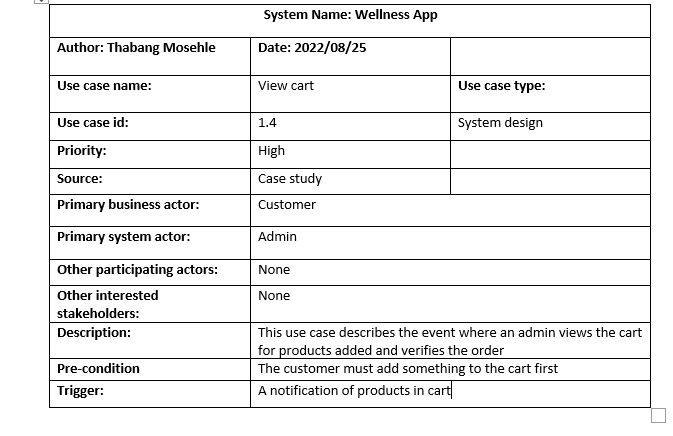 System Name: Wellness App
Author: Thabang Mosehle Date: 2022/08/25
Use case name: View cart Use case type:
Use case id: 1.4 System design
Priority: High
Source: Case study
Primary business actor: Customer
Primary system actor: Admin
Other participating actors: None
Other interested None
stakeholders:
Description: This use case describes the event where an admin views the cart
for products added and verifies the order
Pre-condition The customer must add something to the cart first
Trigger: A notification of products in cart